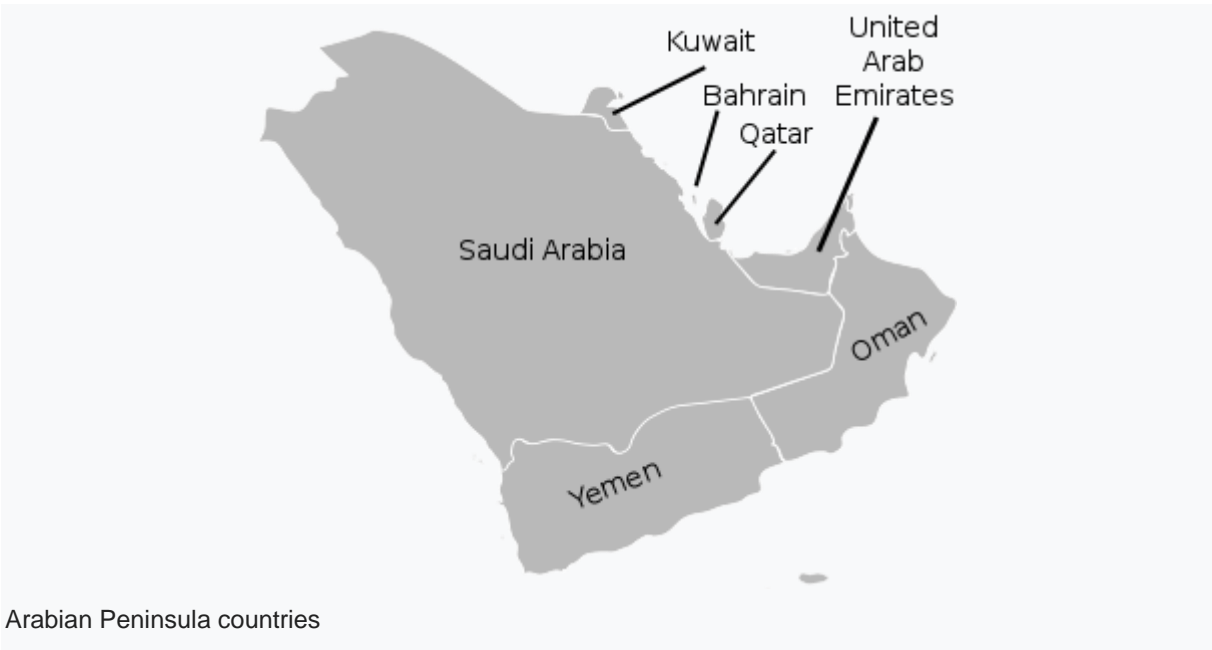 Kuwait
United
Arab
Emirates
Bahrain
Qatar
Saudi Arabia
Oman
Yemen
Arabian Peninsula countries